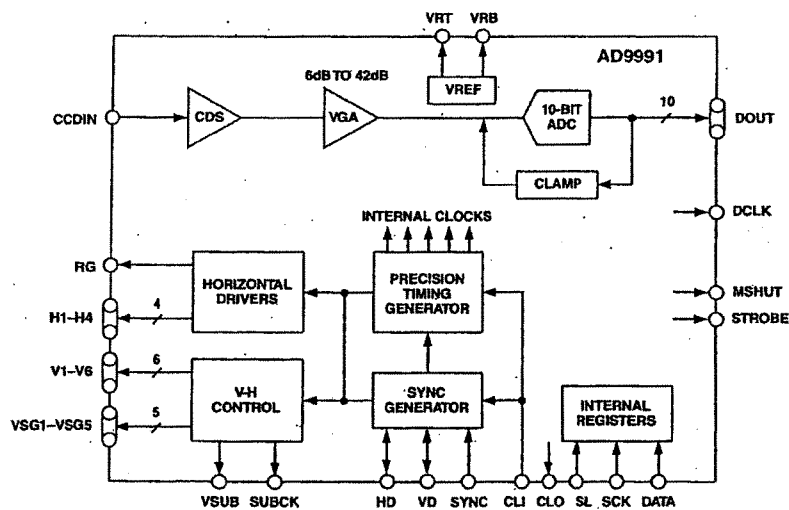 VRT VRB
AD9991
6dB TO 42dB
VREF
CCDIN
CDS
VGA
10-BIT
ADC
10
DOUT
CLAMP
DCLK
INTERNAL CLOCKS
RG
HORIZONTAL
DRIVERS
PRECISION
TIMING
GENERATOR
MSHUT
H1–H4
4
STROBE
V1–V6
6
V-H
CONTROL
SYNC
GENERATOR
INTERNAL
REGISTERS
VSG1–VSG5
5
VSUB SUBCK HD VD SYNC CLI CLO SL SCK DATA